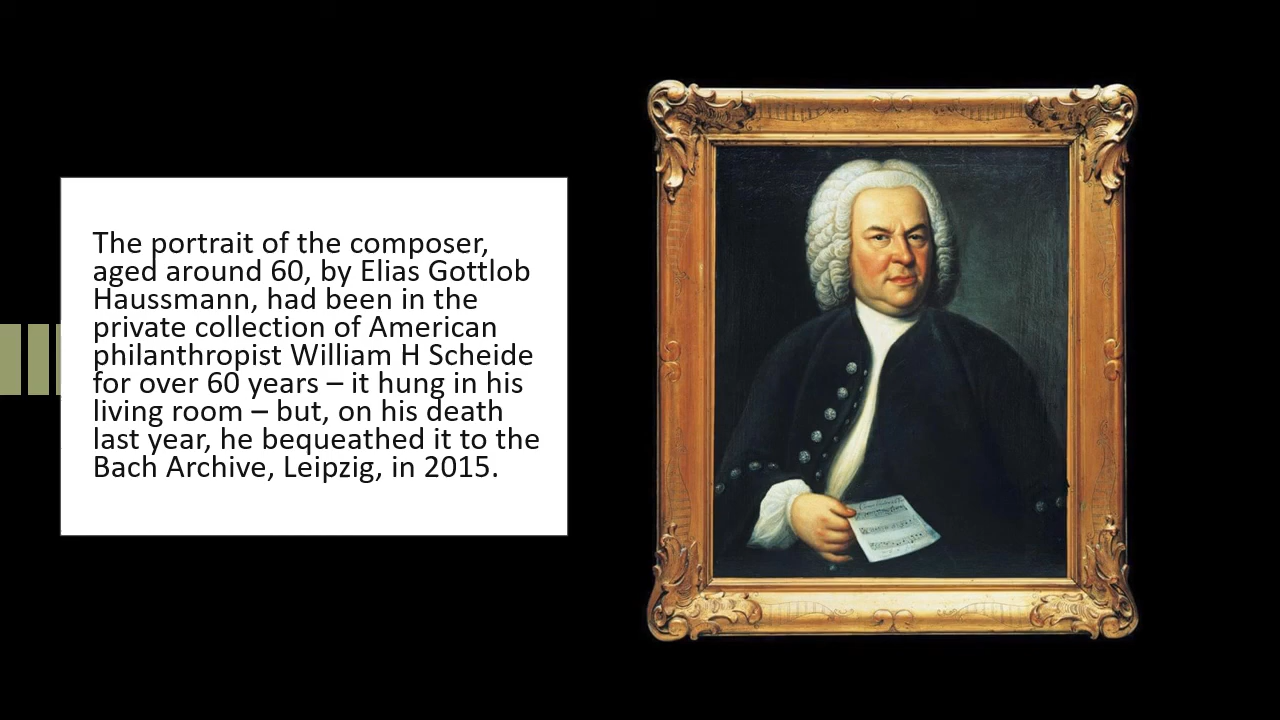 The portrait of the composer,
aged around 60, by Elias Gottlob
Haussmann, had been in the
private collection of American
philanthropist William H Scheide
for over 60 years – it hung in his
living room – but, on his death
last year, he bequeathed it to the
Bach Archive, Leipzig, in 2015.